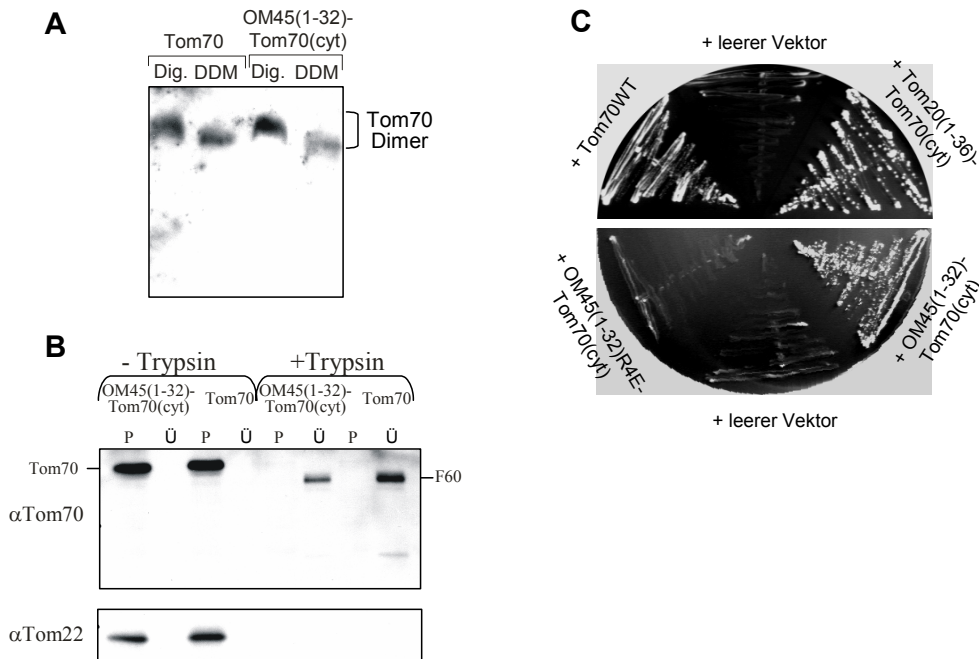 A
Tom70
OM45(1-32)-
Tom70(cyt)
Dig. DDM Dig. DDM
Tom70
Dimer
B
- Trypsin +Trypsin
OM45(1-32)-
Tom70(cyt) Tom70 OM45(1-32)-
Tom70(cyt) Tom70
P Ü P Ü P Ü P Ü
Tom70
F60
αTom70
αTom22
C
+ leerer Vektor
+ Tom70WT
+ Tom20(1-36)-
Tom70(cyt)
+ OM45(1-32)R4E-
Tom70(cyt)
+ OM45(1-32)-
Tom70(cyt)
+ leerer Vektor